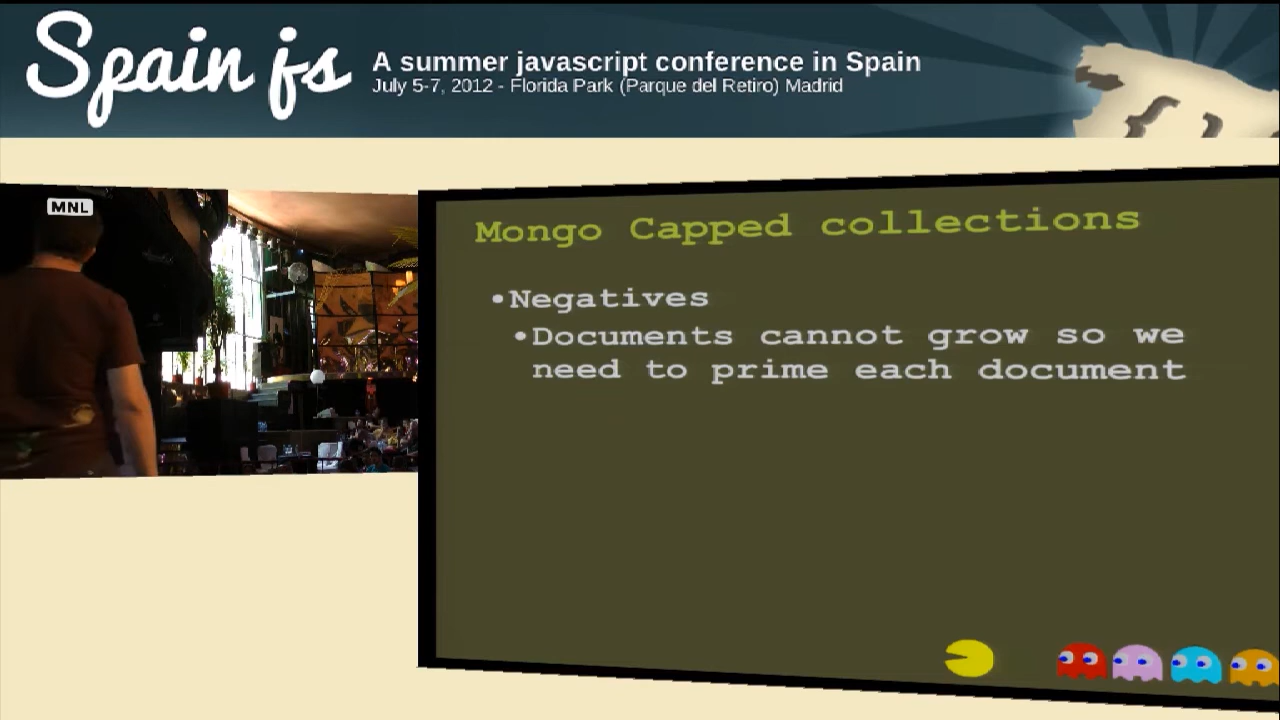 Spain js
A summer javascript conference in Spain
July 5-7, 2012 - Florida Park (Parque del Retiro) Madrid
MNL
Mongo Capped collections
•Negatives
•Documents cannot grow so we
need to prime each document